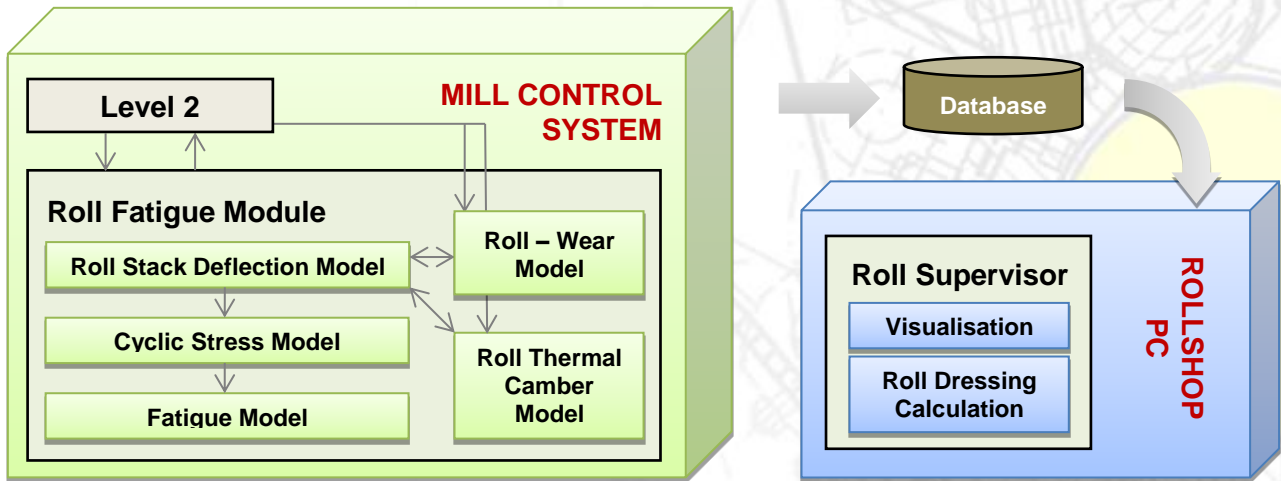 Level 2
MILL CONTROL
SYSTEM
Roll Fatigue Module
Roll Stack Deflection Model
Cyclic Stress Model
Fatigue Model
Roll – Wear
Model
Roll Thermal
Camber
Model
Database
Roll Supervisor
Visualisation
Roll Dressing
Calculation
ROLLSHOP
PC